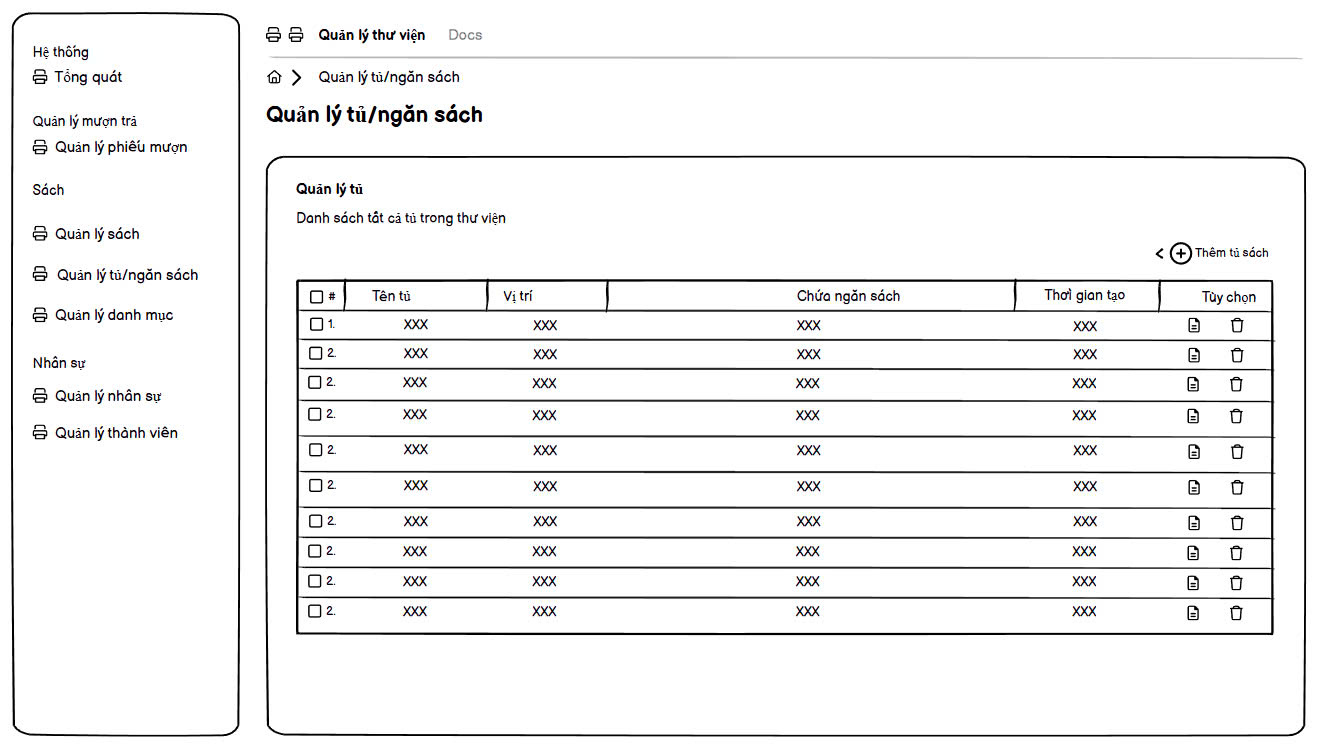 Hệ thống
Tổng quát
Quản lý mượn trả
Quản lý phiếu mượn
Sách
Quản lý sách
Quản lý tủ/ngăn sách
Quản lý danh mục
Nhân sự
Quản lý nhân sự
Quản lý thành viên
Quản lý thư viện Docs
Quản lý tủ/ngăn sách
Quản lý tủ/ngăn sách
Quản lý tủ
Danh sách tất cả tủ trong thư viện
< + Thêm tủ sách
# Tên tủ Vị trí Chứa ngăn sách Thời gian tạo Tùy chọn
1. XXX XXX XXX XXX
2. XXX XXX XXX XXX
2. XXX XXX XXX XXX
2. XXX XXX XXX XXX
2. XXX XXX XXX XXX
2. XXX XXX XXX XXX
2. XXX XXX XXX XXX
2. XXX XXX XXX XXX
2. XXX XXX XXX XXX
2. XXX XXX XXX XXX